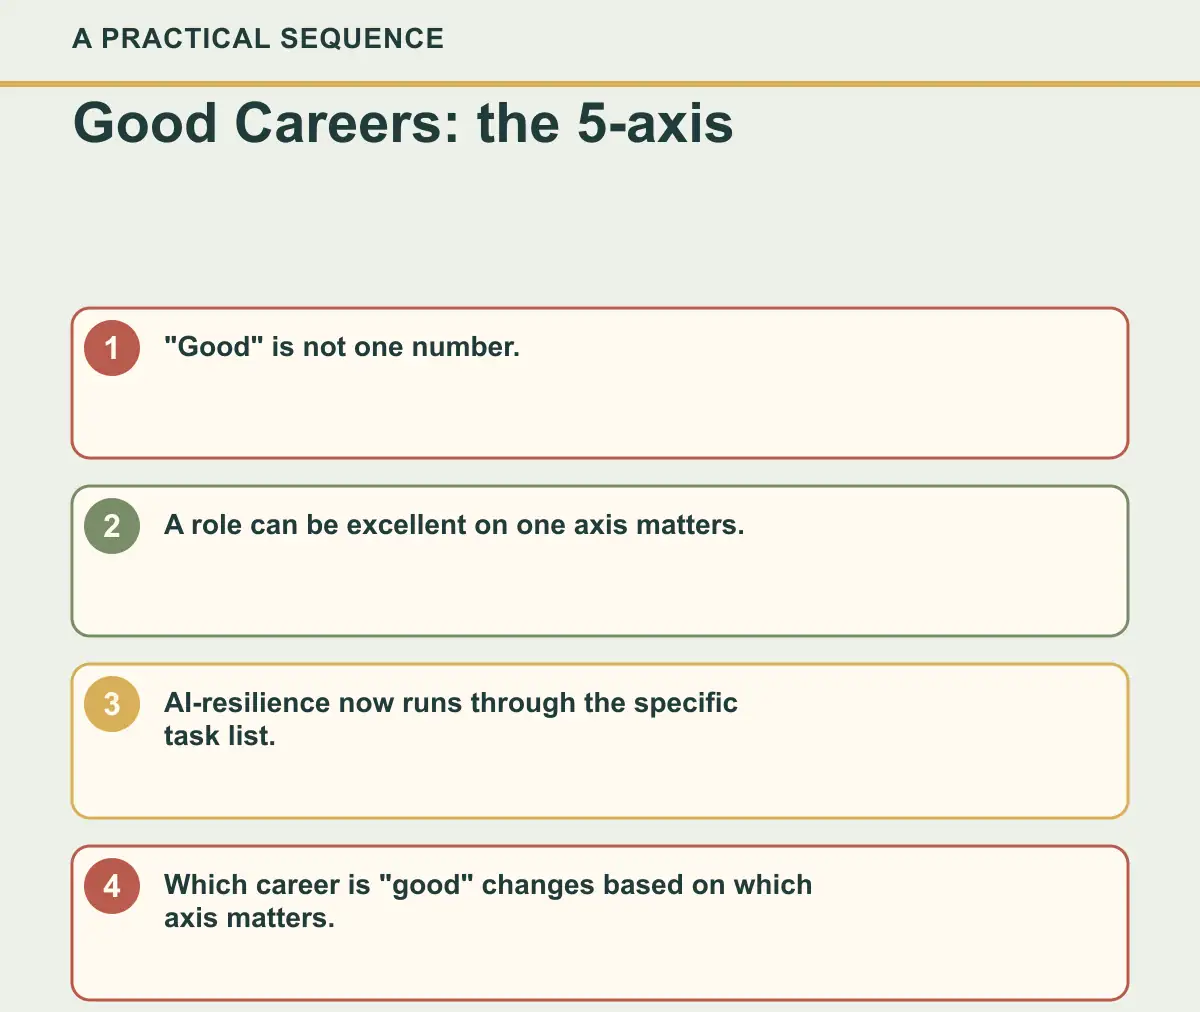 A PRACTICAL SEQUENCE
Good Careers: the 5-axis
1
"Good" is not one number.
2
A role can be excellent on one axis matters.
3
AI-resilience now runs through the specific
task list.
4
Which career is "good" changes based on which
axis matters.